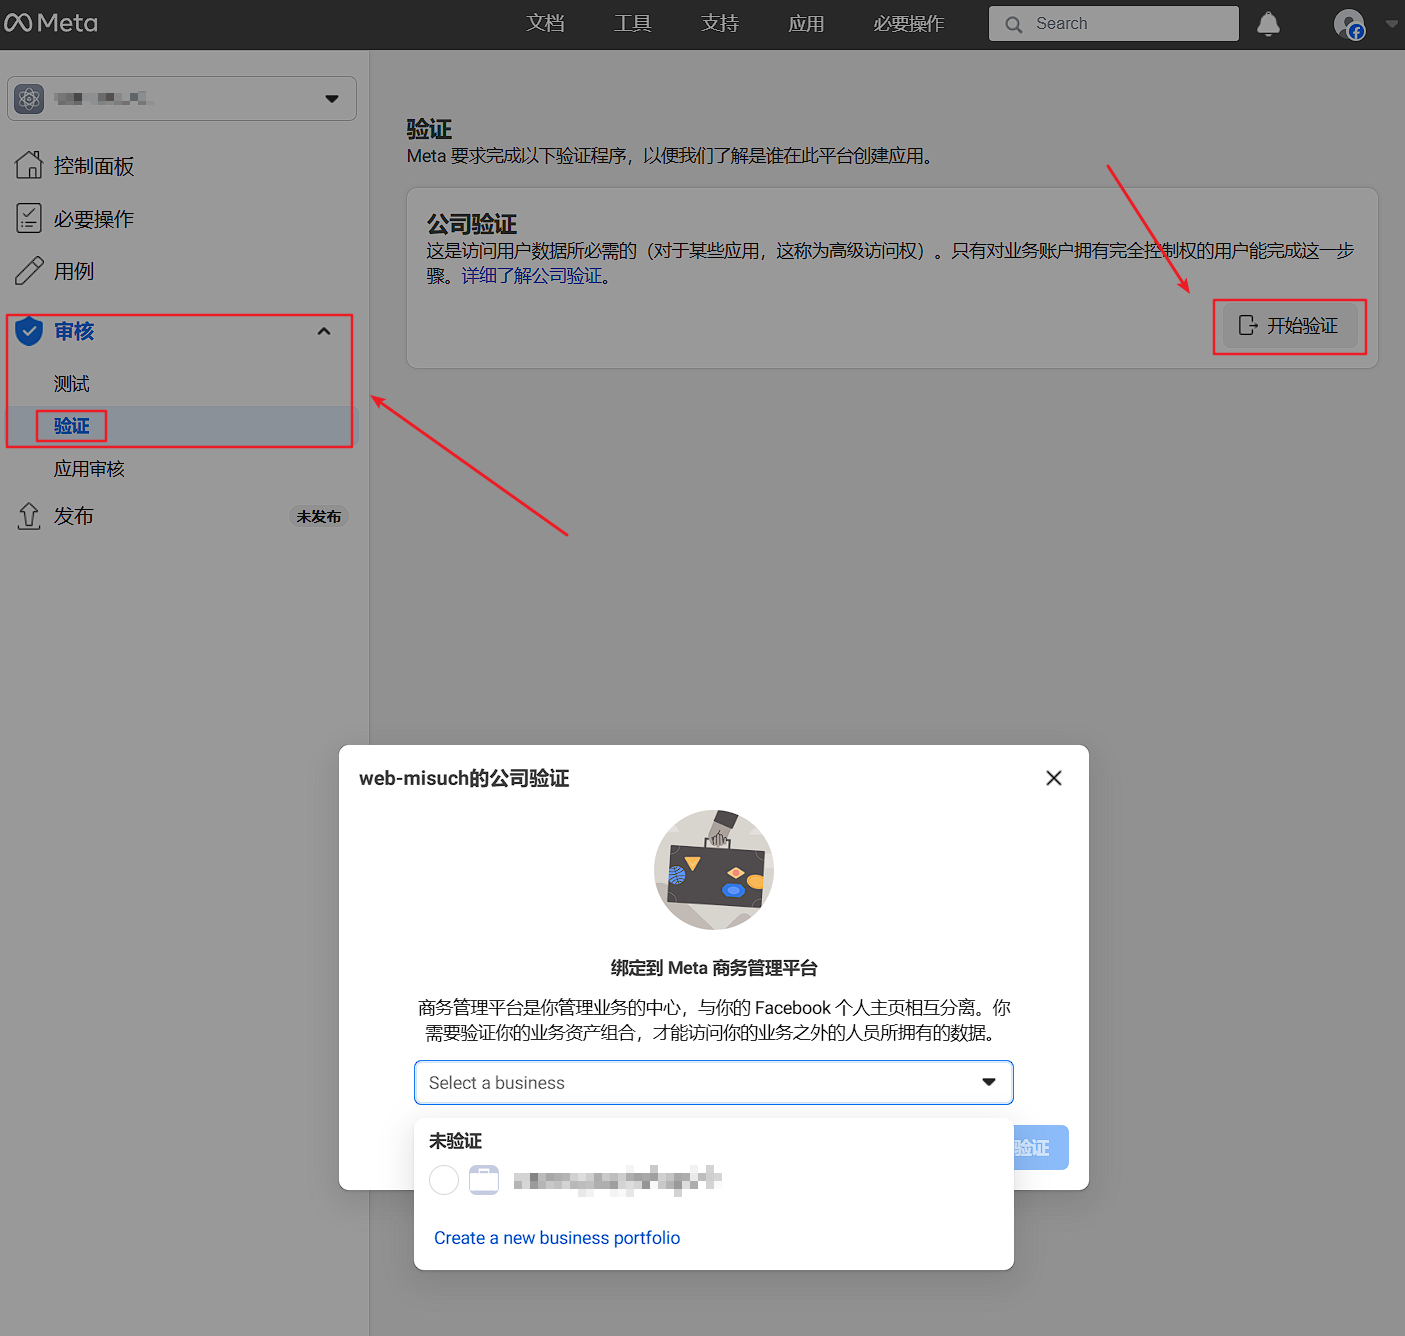 Meta
文档
工具
支持
应用
必要操作
Search
控制面板
必要操作
用例
审核
测试
验证
应用审核
发布
未发布
验证
Meta 要求完成以下验证程序，以便我们了解是谁在此平台创建应用。
公司验证
这是访问用户数据所必需的（对于某些应用，这称为高级访问权）。只有对业务账户拥有完全控制权的用户能完成这一步
骤。详细了解公司验证。
开始验证
web-misuch的公司验证
绑定到 Meta 商务管理平台
商务管理平台是你管理业务的中心，与你的 Facebook 个人主页相互分离。你
需要验证你的业务资产组合，才能访问你的业务之外的人员所拥有的数据。
Select a business
未验证
验证
Create a new business portfolio